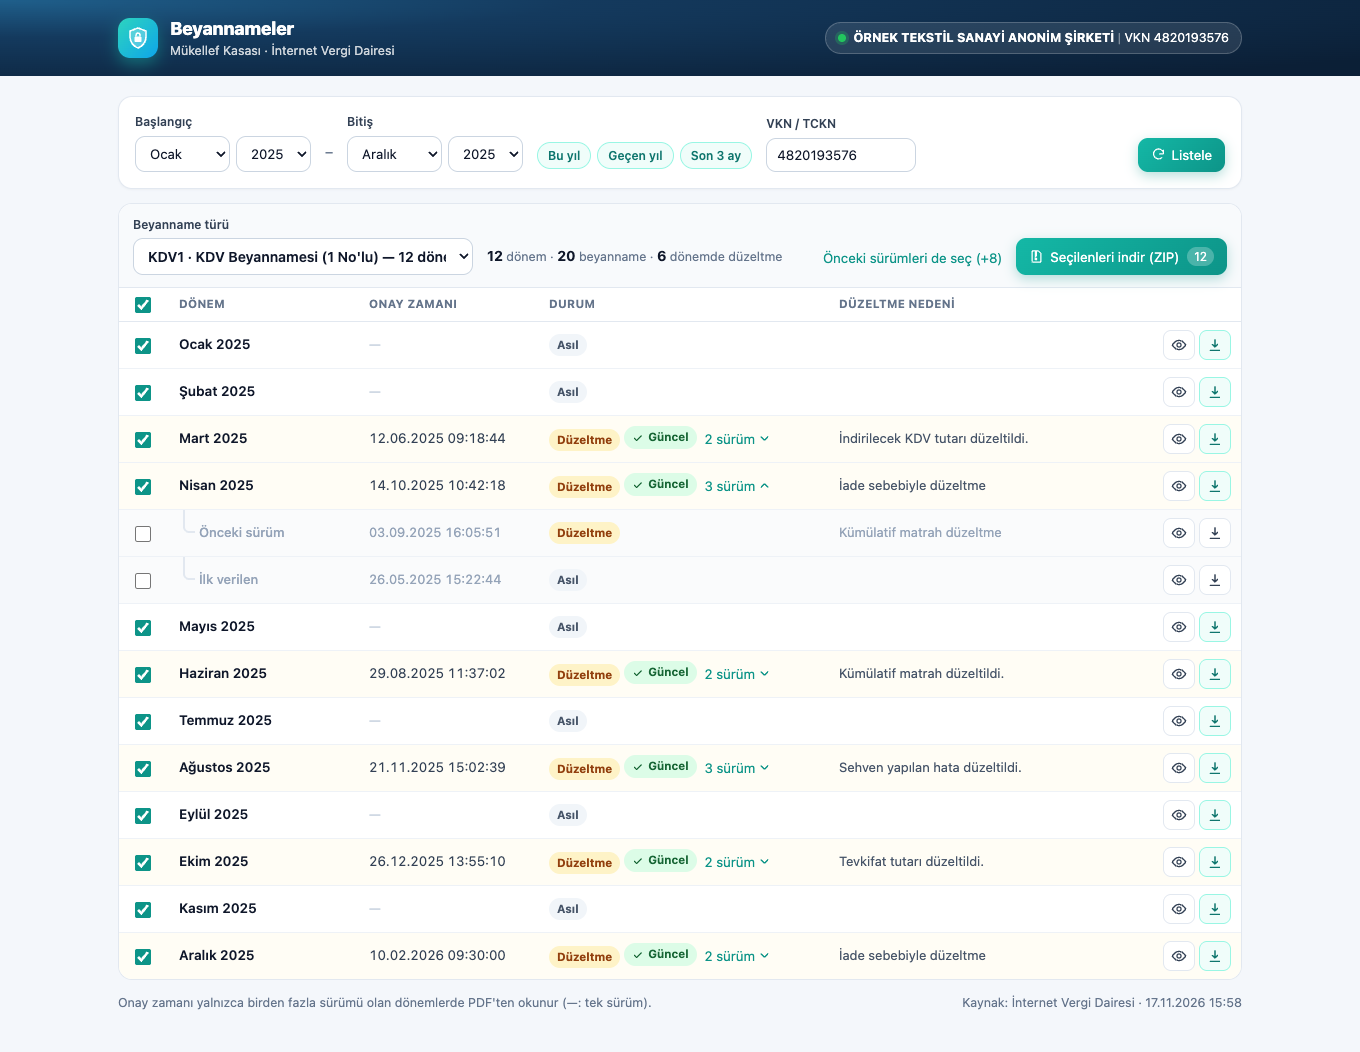 Beyannameler
Mükellef Kasası · İnternet Vergi Dairesi
ÖRNEK TEKSTİL SANAYİ ANONİM ŞİRKETİ | VKN 4820193576
Başlangıç
Bitiş
VKN / TCKN
Ocak 2025 – Aralık 2025 Bu yıl Geçen yıl Son 3 ay 4820193576 Listele
Beyanname türü
KDV1 · KDV Beyannamesi (1 No'lu) — 12 döne 12 dönem · 20 beyanname · 6 dönemde düzeltme Önceki sürümleri de seç (+8) Seçilenleri indir (ZIP) 12
DÖNEM ONAY ZAMANI DURUM DÜZELTME NEDENİ
Ocak 2025 — Asıl
Şubat 2025 — Asıl
Mart 2025 12.06.2025 09:18:44 Düzeltme ✓ Güncel 2 sürüm İndirilecek KDV tutarı düzeltildi.
Nisan 2025 14.10.2025 10:42:18 Düzeltme ✓ Güncel 3 sürüm İade sebebiyle düzeltme
Önceki sürüm 03.09.2025 16:05:51 Düzeltme Kümülatif matrah düzeltme
İlk verilen 26.05.2025 15:22:44 Asıl
Mayıs 2025 — Asıl
Haziran 2025 29.08.2025 11:37:02 Düzeltme ✓ Güncel 2 sürüm Kümülatif matrah düzeltildi.
Temmuz 2025 — Asıl
Ağustos 2025 21.11.2025 15:02:39 Düzeltme ✓ Güncel 3 sürüm Sehven yapılan hata düzeltildi.
Eylül 2025 — Asıl
Ekim 2025 26.12.2025 13:55:10 Düzeltme ✓ Güncel 2 sürüm Tevkifat tutarı düzeltildi.
Kasım 2025 — Asıl
Aralık 2025 10.02.2026 09:30:00 Düzeltme ✓ Güncel 2 sürüm İade sebebiyle düzeltme
Onay zamanı yalnızca birden fazla sürümü olan dönemlerde PDF'ten okunur (—: tek sürüm).
Kaynak: İnternet Vergi Dairesi · 17.11.2026 15:58